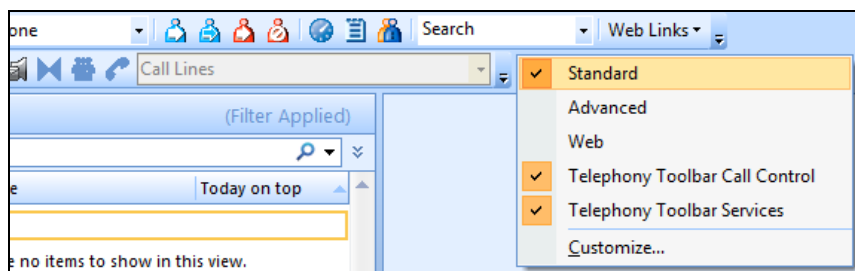 one Search Web Links
Call Lines
Standard
Advanced
Web
Telephony Toolbar Call Control
Telephony Toolbar Services
Customize...
(Filter Applied)
e Today on top
e no items to show in this view.